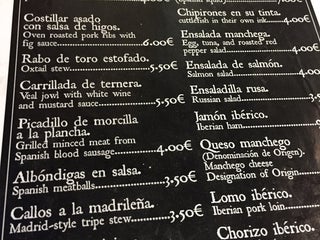 Costillar asado
con salsa de higos.
Oven roasted pork ribs with
fig sauce 6.00€
Rabo de toro estofado.
Oxtail stew 5,50€
Carrillada de ternera.
Veal jowl with white wine
and mustard sauce 5,50€
Picadillo de morcilla
a la plancha.
Grilled minced meat from
Spanish blood sausage 4.00€
Albóndigas en salsa.
Spanish meatballs 3,50€
Callos a la madrileña.
Madrid-style tripe stew 3,50€
Chipirones en su tinta.
cuttlefish in their own ink 4.00€
Ensalada manchega.
Egg, tuna, and roasted red
pepper salad 4.00€
Ensalada de salmón.
Salmon salad
Ensaladilla rusa.
Russian salad 3,5
Jamón ibérico.
Iberian ham
Queso manchego
(Denominación de Origen).
Manchego cheese
Designation of Origin
Lomo ibérico.
Iberian pork loin
Chorizo ibérico.